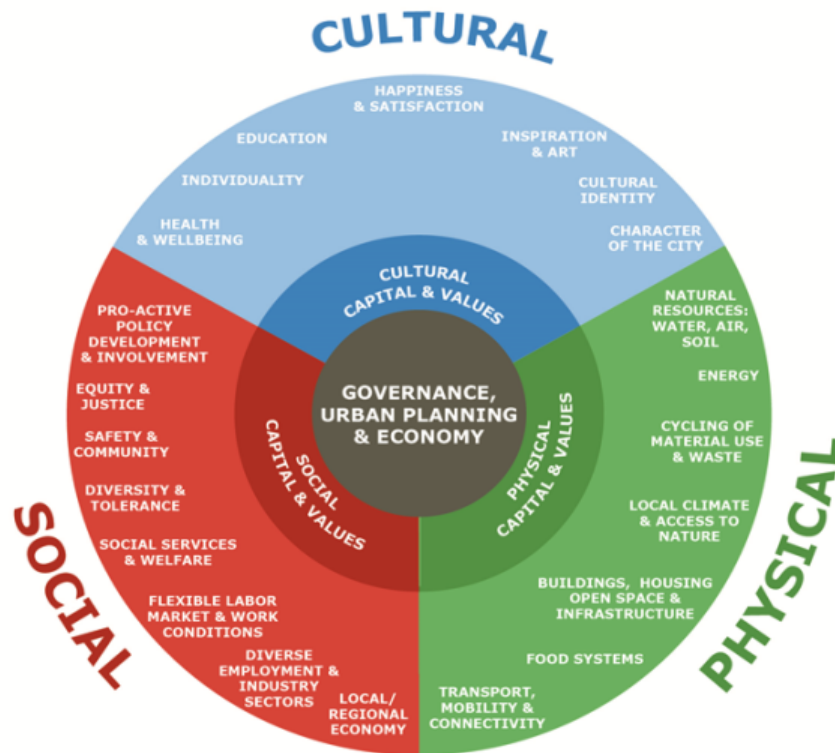 CULTURAL
HAPPINESS
& SATISFACTION
EDUCATION
INSPIRATION
& ART
INDIVIDUALITY
CULTURAL
IDENTITY
HEALTH
& WELLBEING
CHARACTER
OF THE CITY
CULTURAL
CAPITAL & VALUES
GOVERNANCE,
URBAN PLANNING
& ECONOMY
SOCIAL
CAPITAL & VALUES
PHYSICAL
CAPITAL & VALUES
SOCIAL
PRO-ACTIVE
POLICY
DEVELOPMENT
& INVOLVEMENT
EQUITY &
JUSTICE
SAFETY &
COMMUNITY
DIVERSITY &
TOLERANCE
SOCIAL SERVICES
& WELFARE
FLEXIBLE LABOR
MARKET & WORK
CONDITIONS
DIVERSE
EMPLOYMENT &
INDUSTRY
SECTORS
LOCAL/
REGIONAL
ECONOMY
PHYSICAL
NATURAL
RESOURCES:
WATER, AIR,
SOIL
ENERGY
CYCLING OF
MATERIAL USE
& WASTE
LOCAL CLIMATE
& ACCESS TO
NATURE
BUILDINGS, HOUSING
OPEN SPACE &
INFRASTRUCTURE
FOOD SYSTEMS
TRANSPORT,
MOBILITY &
CONNECTIVITY